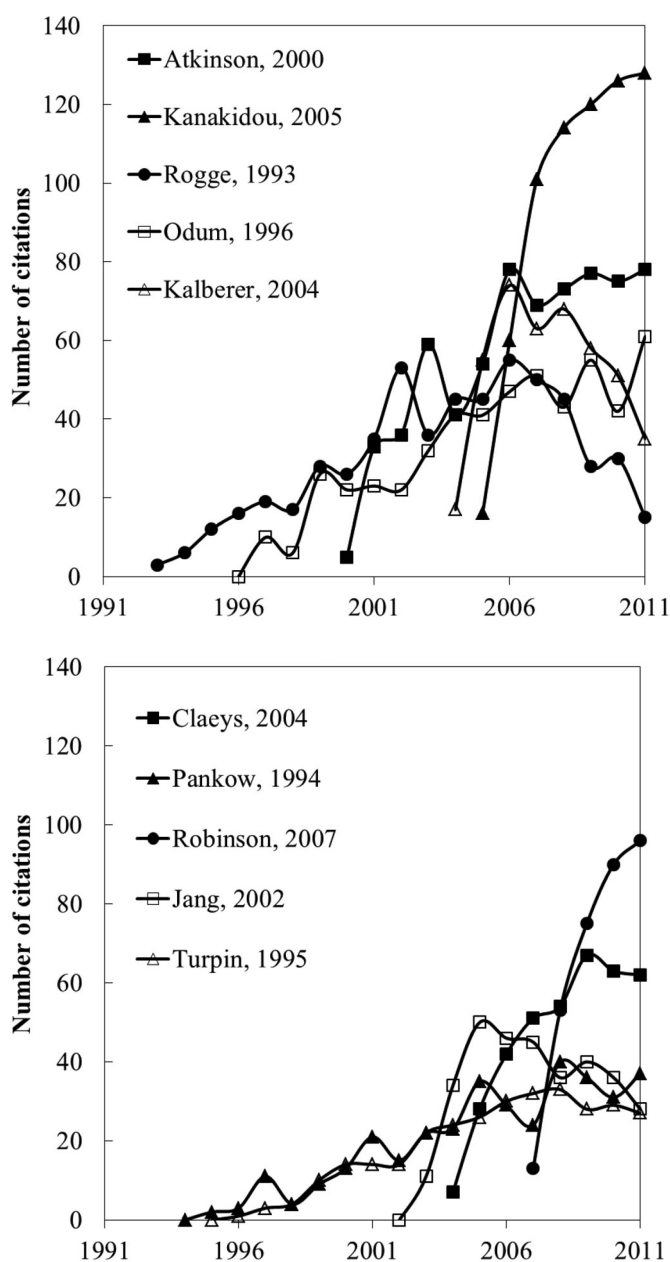 140
120
100
80
60
40
20
0
Number of citations
Atkinson, 2000
Kanakidou, 2005
Rogge, 1993
Odum, 1996
Kalberer, 2004
1991 1996 2001 2006 2011
140
120
100
80
60
40
20
0
Number of citations
Claeys, 2004
Pankow, 1994
Robinson, 2007
Jang, 2002
Turpin, 1995
1991 1996 2001 2006 2011